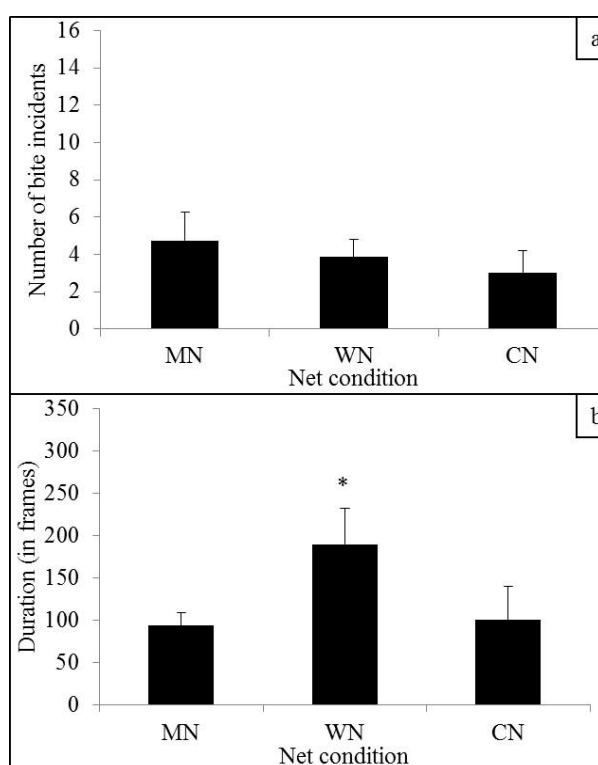 a
Number of bite incidents
16
14
12
10
8
6
4
2
0
MN WN CN
Net condition
b
Duration (in frames)
350
300
250
200
150
100
50
0
*
MN WN CN
Net condition